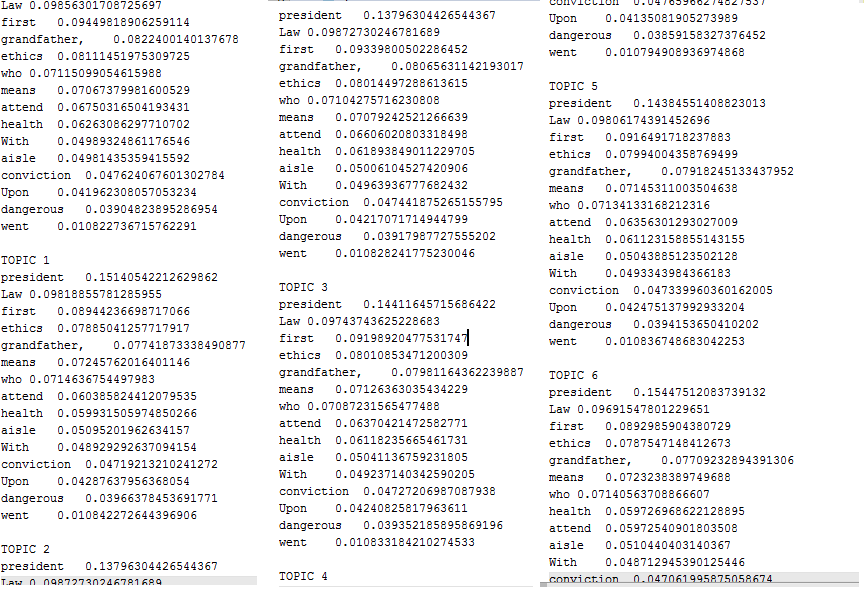 Law 0.09856301708725697
first    0.09449818906259114
grandfather,    0.0822400140137678
ethics  0.08111451975309725
who 0.07115099054615988
means   0.07067379981600529
attend  0.06750316504193431
health  0.06263086297710702
With    0.04989324861176546
aisle   0.04981435359415592
conviction  0.047624067601302784
Upon    0.041962308057053234
dangerous   0.03904823895286954
went    0.010822736715762291
TOPIC 1
president   0.15140542212629862
Law 0.09818855781285955
first   0.08944236698717066
ethics  0.07885041257717917
grandfather,    0.07741873338490877
means   0.07245762016401146
who 0.0714636754497983
attend  0.060385824412079535
health  0.059931505974850266
aisle   0.05095201962634157
With    0.048929292637094154
conviction  0.04719213210241272
Upon    0.04287637956368054
dangerous   0.03966378453691771
went    0.010842272644396906
TOPIC 2
president   0.13796304426544367
Law 0.09872730246781689
president   0.13796304426544367
Law 0.09872730246781689
first   0.09339800502286452
grandfather,    0.08065631142193017
ethics  0.08014497288613615
who 0.07104275716230808
means   0.07079242521266639
attend  0.06606020803318498
health  0.061893849011229705
aisle   0.05006104527420906
With    0.04963936777682432
conviction  0.047441875265155795
Upon    0.04217071714944799
dangerous   0.03917987727555202
went    0.010828241775230046
TOPIC 3
president   0.14411645715686422
Law 0.09743743625228683
first   0.09198920477531747
ethics  0.08010853471200309
grandfather,    0.07981164362239887
means   0.07126363035434229
who 0.07087231565477488
attend  0.06370421472582771
health  0.06118235665461731
aisle   0.05041136759231805
With    0.049237140342590205
conviction  0.04727206987087938
Upon    0.04240825817963611
dangerous   0.039352185895869196
went    0.010833184210274533
TOPIC 4
conviction  0.04765966274827537
Upon    0.04135081905273989
dangerous   0.03859158327376452
went    0.010794908936974868
TOPIC 5
president   0.14384551408823013
Law 0.09806174391452696
first   0.0916491718237883
ethics  0.07994004358769499
grandfather,    0.07918245133437952
means   0.07145311003504638
who 0.07134133168212316
attend  0.06356301293027009
health  0.061123158855143155
aisle   0.05043885123502128
With    0.0493343984366183
conviction  0.047339960360162005
Upon    0.042475137992933204
dangerous   0.0394153650410202
went    0.010836748683042253
TOPIC 6
president   0.15447512083739132
Law 0.09691547801229651
first   0.0892985904380729
ethics  0.0787547148412673
grandfather,    0.07709232894391306
means   0.0723238389749688
who 0.07140563708866607
health  0.059726968622128895
attend  0.05972540901803508
aisle   0.0510440403140367
With    0.048712945390125446
conviction  0.047061995875058674